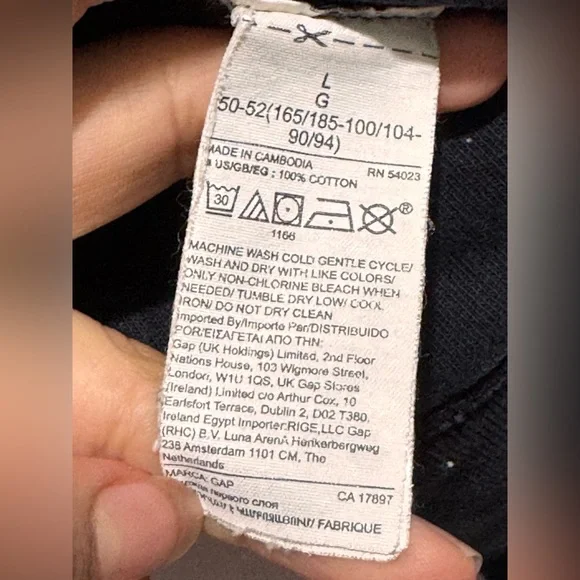 L
G
50-52(165/185-100/104-
90/94)
MADE IN CAMBODIA RN 54023
US/GB/EG : 100% COTTON
30 ®
1166
MACHINE WASH COLD GENTLE CYCLE/
WASH AND DRY WITH LIKE COLORS/
ONLY NON-CHLORINE BLEACH WHEN
NEEDED/ TUMBLE DRY LOW/ COOL
IRON/ DO NOT DRY CLEAN
Imported By/Importe Par/DISTRIBUIDO
POR/ΕΙΣΑΓΕΤΑΙ ΑΠΟ ΤΗΝ:
Gap (UK Holdings) Limited, 2nd Floor
Nations House, 103 Wigmore Street,
London, W1U 1QS, UK Gap Stores
(Ireland) Limited c/o Arthur Cox, 10
Earlsfort Terrace, Dublin 2, D02 T380,
Ireland Egypt Importer:RIGE,LLC Gap
(RHC) B.V. Luna ArenA Herikerbergweg
238 Amsterdam 1101 CM, The
Netherlands
MARCA: GAP CA 17897
первого слоя
FABRIQUE